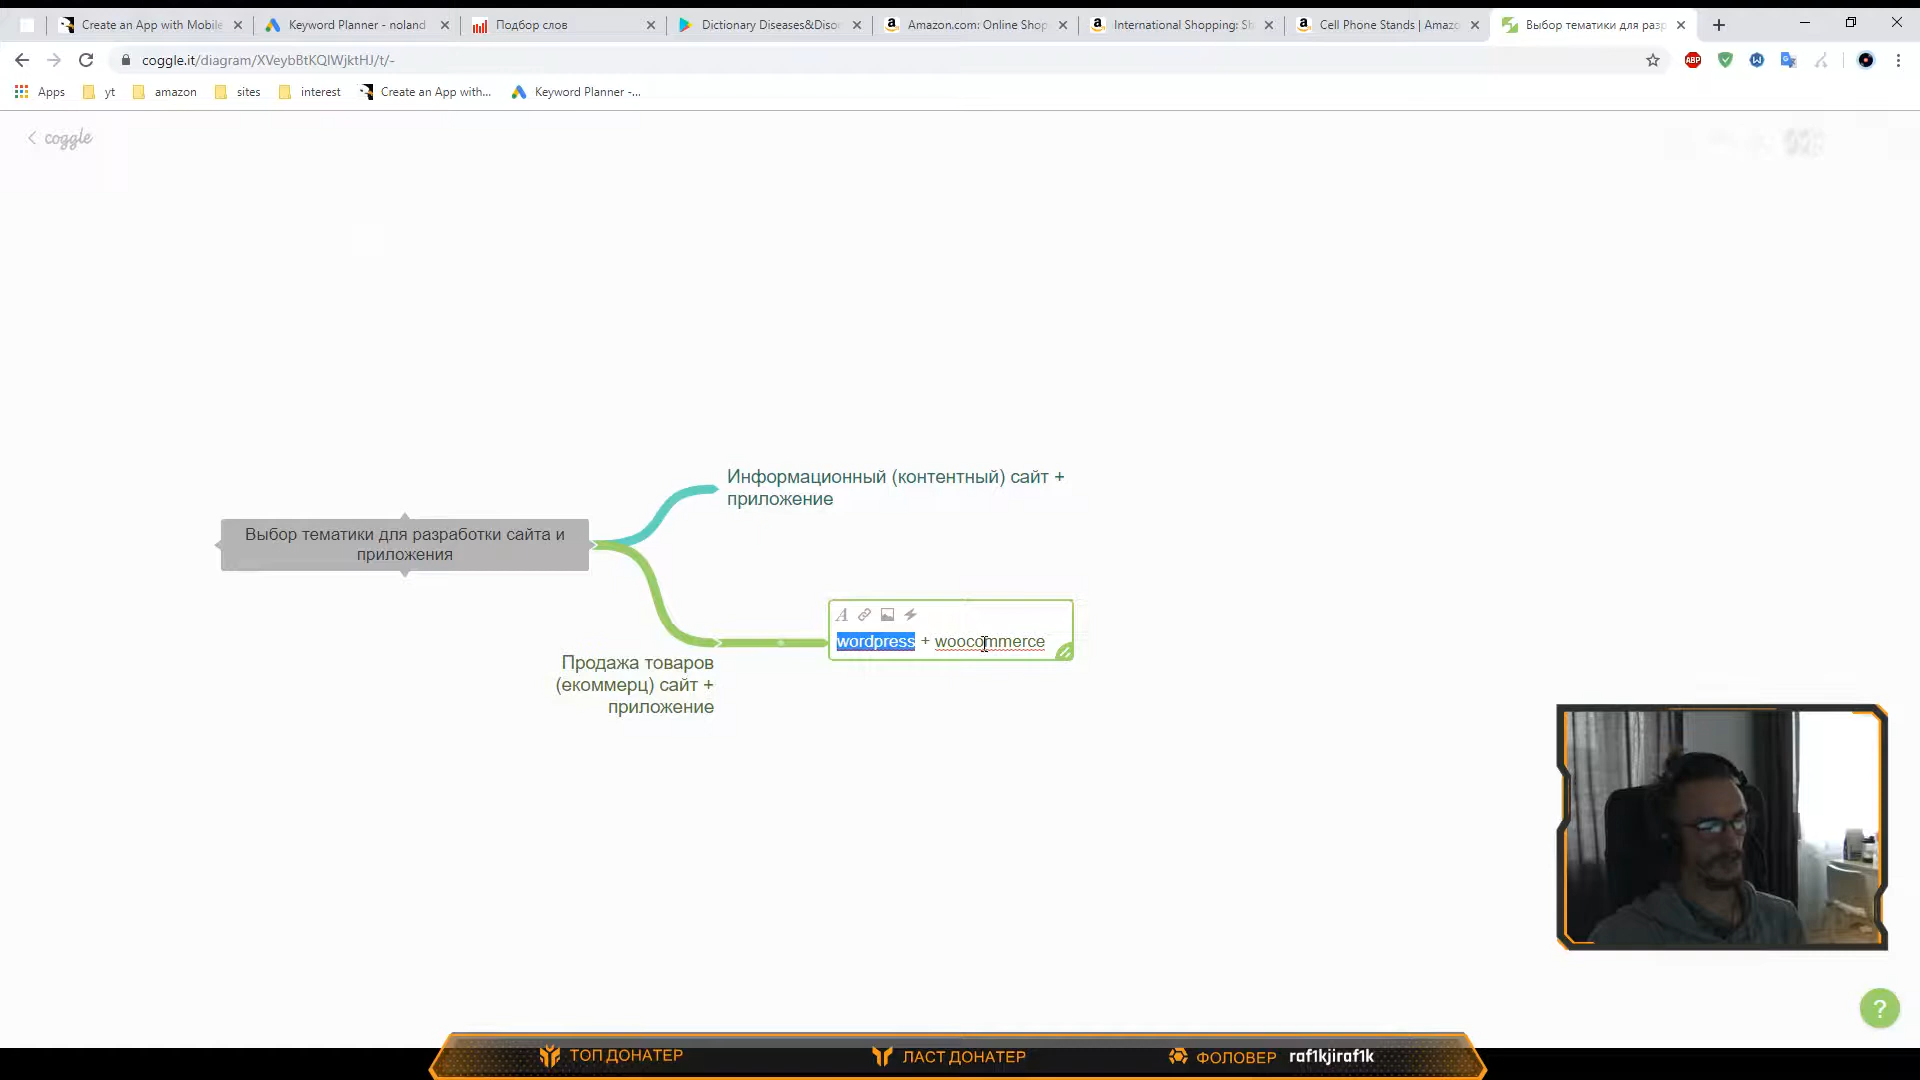 Create an App with Mobile
Keyword Planner - noland
Подбор слов
Dictionary Diseases&Disor
Amazon.com: Online Shop
International Shopping: Sh
Cell Phone Stands | Amazo
Выбор тематики для разр
coggle.it/diagram/XVeybBtKQIWjktHJ/t/-
ABP
Apps
yt
amazon
sites
interest
Create an App with...
Keyword Planner -...
coggle
Информационный (контентный) сайт +
приложение
Выбор тематики для разработки сайта и
приложения
wordpress + woocommerce
Продажа товаров
(екоммерц) сайт +
приложение
?
ТОП ДОНАТЕР
ЛАСТ ДОНАТЕР
ФОЛОВЕР raf1kjiraf1k